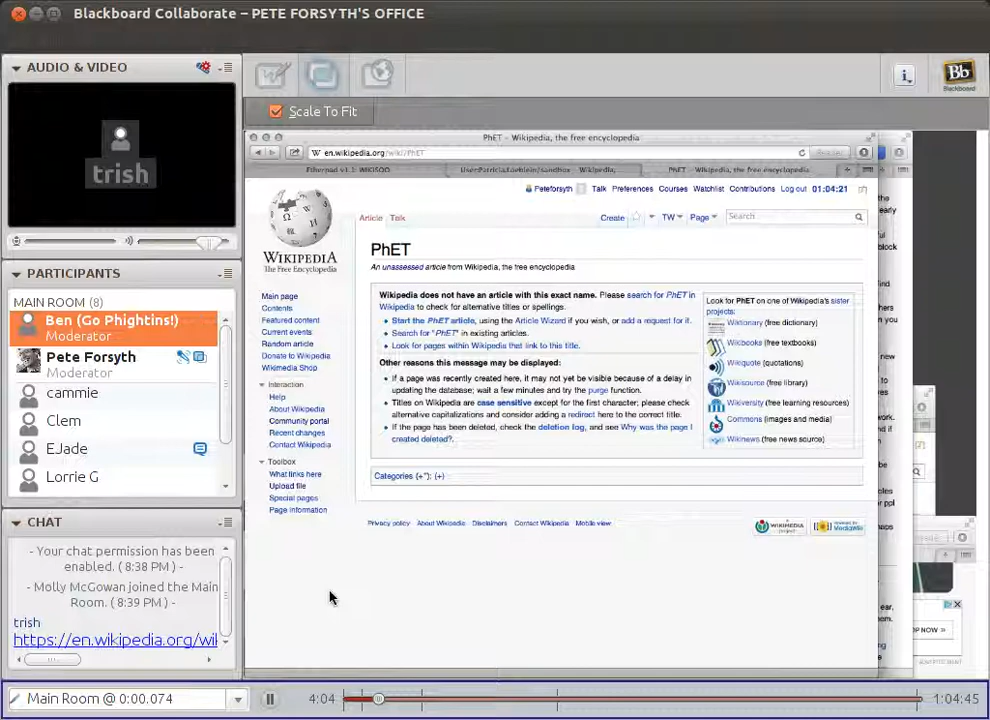 Blackboard Collaborate – PETE FORSYTH'S OFFICE
AUDIO & VIDEO
trish
PARTICIPANTS
MAIN ROOM (8)
Ben (Go Phightins!)
Moderator
Pete Forsyth
Moderator
cammie
Clem
EJade
Lorrie G
CHAT
- Your chat permission has been
enabled. ( 8:38 PM ) -
- Molly McGowan joined the Main
Room. ( 8:39 PM ) -
trish
https://en.wikipedia.org/wil
Main Room @ 0:00.074
4:04
1:04:45
Bb
Blackboard
Scale To Fit
PhET – Wikipedia, the free encyclopedia
W en.wikipedia.org/wiki/PhET
PhET – Wikipedia, the free encyclopedia
Peteforsyth Talk Preferences Courses Watchlist Contributions Log out 01:04:21
Article Talk
Create TW Page Search
WIKIPEDIA
The Free Encyclopedia
Main page
Contents
Featured content
Current events
Random article
Donate to Wikipedia
Wikimedia Shop
Interaction
Help
About Wikipedia
Community portal
Recent changes
Contact Wikipedia
Toolbox
What links here
Upload file
Special pages
Page information
PhET
An unassessed article from Wikipedia, the free encyclopedia
Wikipedia does not have an article with this exact name. Please search for PhET in
Wikipedia to check for alternative titles or spellings.
Start the PhET article, using the Article Wizard if you wish, or add a request for it.
Search for "PhET" in existing articles.
Look for pages within Wikipedia that link to this title.
Other reasons this message may be displayed:
If a page was recently created here, it may not yet be visible because of a delay in
updating the database; wait a few minutes and try the purge function.
Titles on Wikipedia are case sensitive except for the first character; please check
alternative capitalizations and consider adding a redirect here to the correct title.
If the page has been deleted, check the deletion log, and see Why was the page I
created deleted?.
Look for PhET on one of Wikipedia's sister
projects:
Wiktionary (free dictionary)
Wikibooks (free textbooks)
Wikiquote (quotations)
Wikisource (free library)
Wikiversity (free learning resources)
Commons (images and media)
Wikinews (free news source)
Categories (++): (+)
Privacy policy About Wikipedia Disclaimers Contact Wikipedia Mobile view
WIKIMEDIA
project
MediaWiki